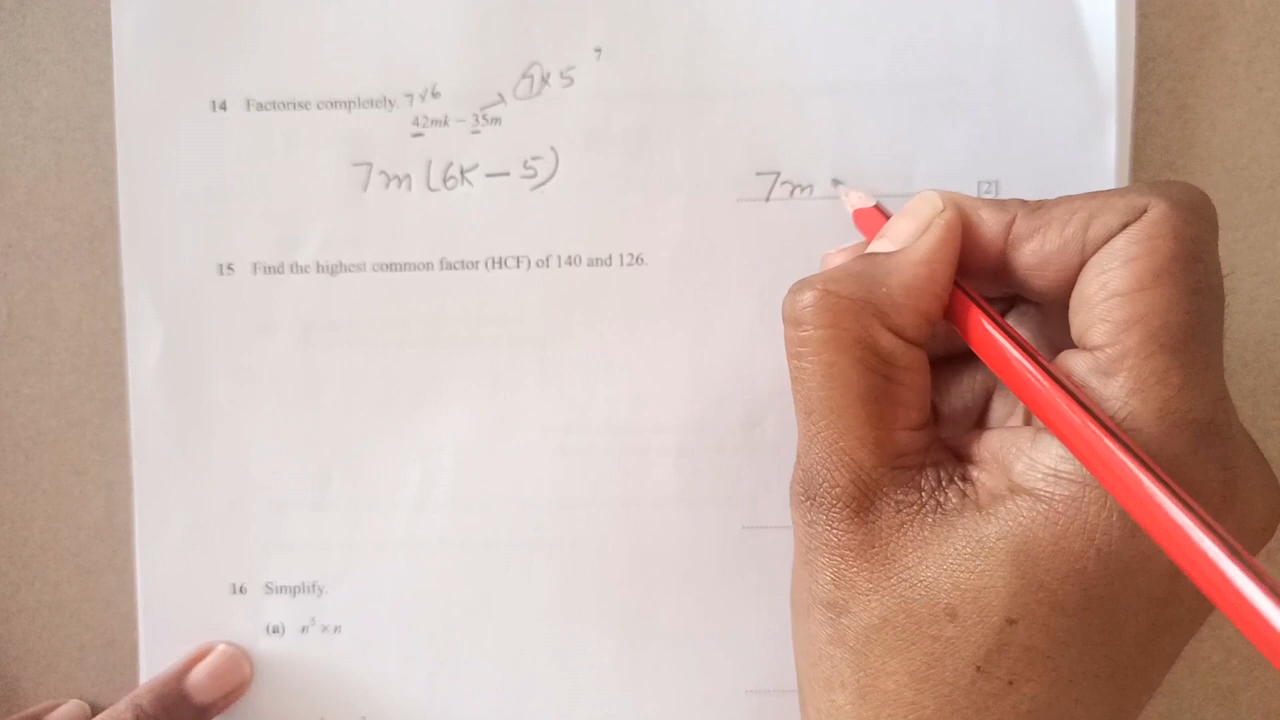 7
7 × 5
14 Factorise completely. 7×6
42mk − 35m
7m (6K − 5)
7m
[2]
15 Find the highest common factor (HCF) of 140 and 126.
16 Simplify.
(a) n⁵ × n